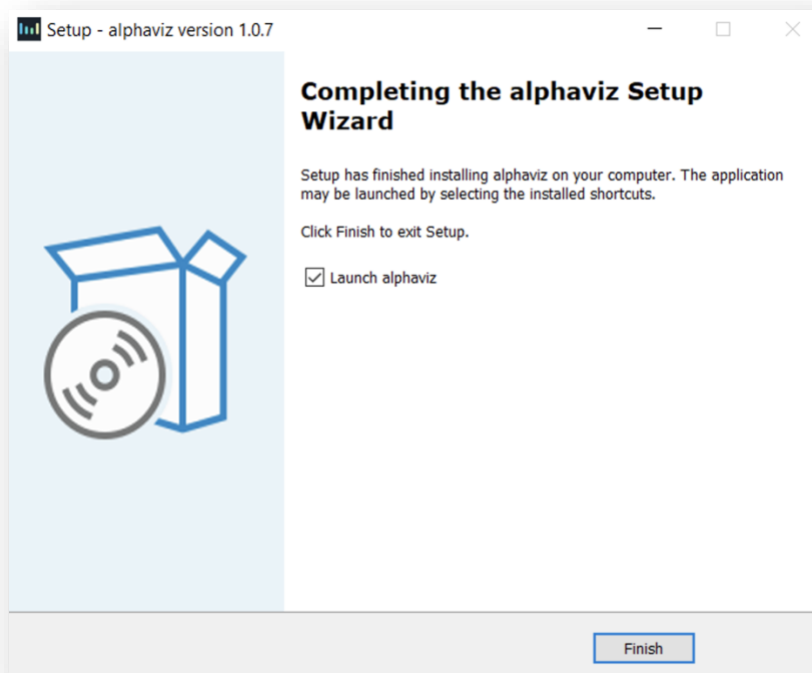 Setup - alphaviz version 1.0.7
Completing the alphaviz Setup
Wizard
Setup has finished installing alphaviz on your computer. The application
may be launched by selecting the installed shortcuts.
Click Finish to exit Setup.
Launch alphaviz
Finish